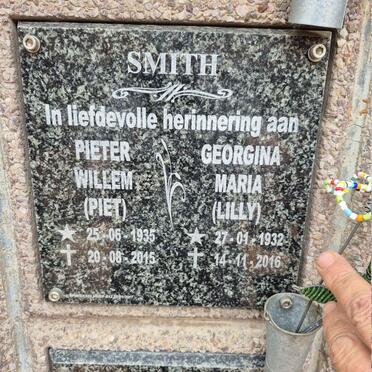 SMITH
In liefdevolle herinnering aan
PIETER GEORGINA
WILLEM MARIA
(PIET) (LILLY)
25-06-1935 27-01-1932
20-08-2015 14-11-2016